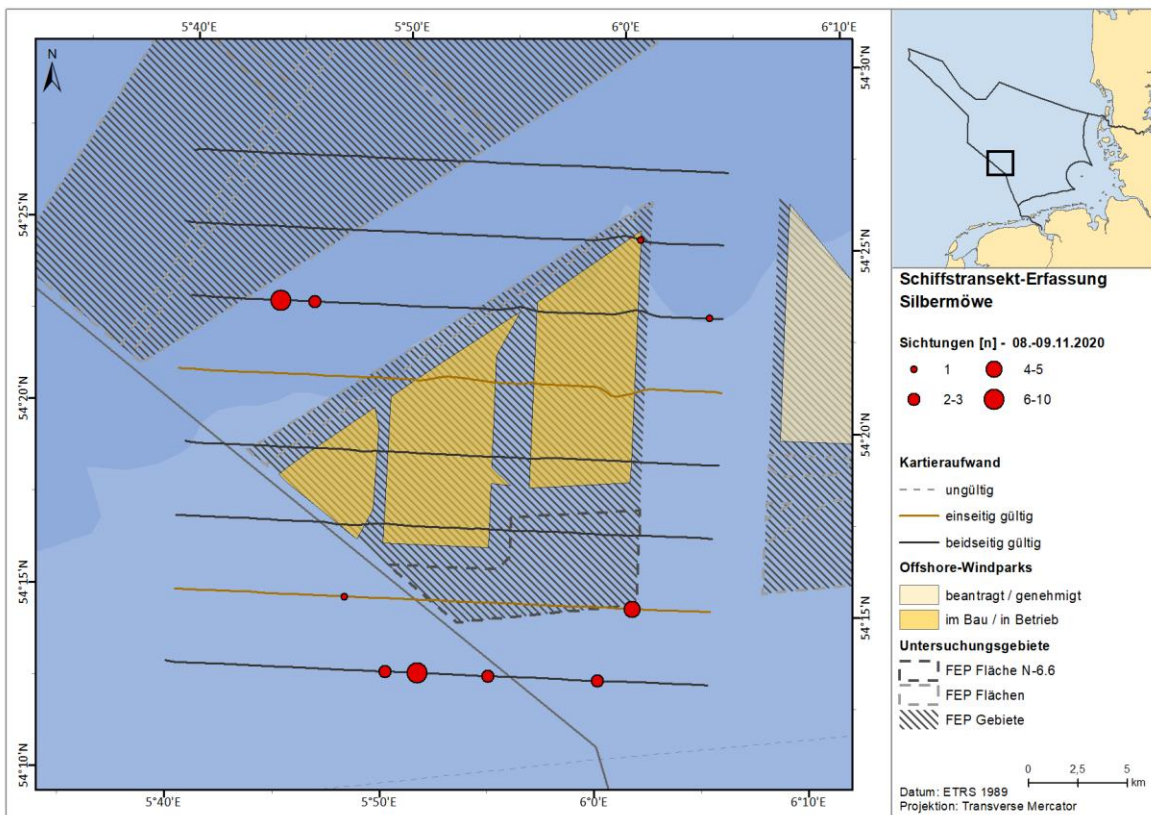 5°40'E 5°50'E 6°0'E 6°10'E
N
54°30'N
54°25'N
54°25'N
54°20'N
54°20'N
54°15'N
54°15'N
54°10'N
5°40'E 5°50'E 6°0'E 6°10'E
Schiffstransekt-Erfassung
Silbermöwe
Sichtungen [n] - 08.-09.11.2020
1 4-5
2-3 6-10
Kartieraufwand
ungültig
einseitig gültig
beidseitig gültig
Offshore-Windparks
beantragt / genehmigt
im Bau / in Betrieb
Untersuchungsgebiete
FEP Fläche N-6.6
FEP Flächen
FEP Gebiete
0 2,5 5
km
Datum: ETRS 1989
Projektion: Transverse Mercator